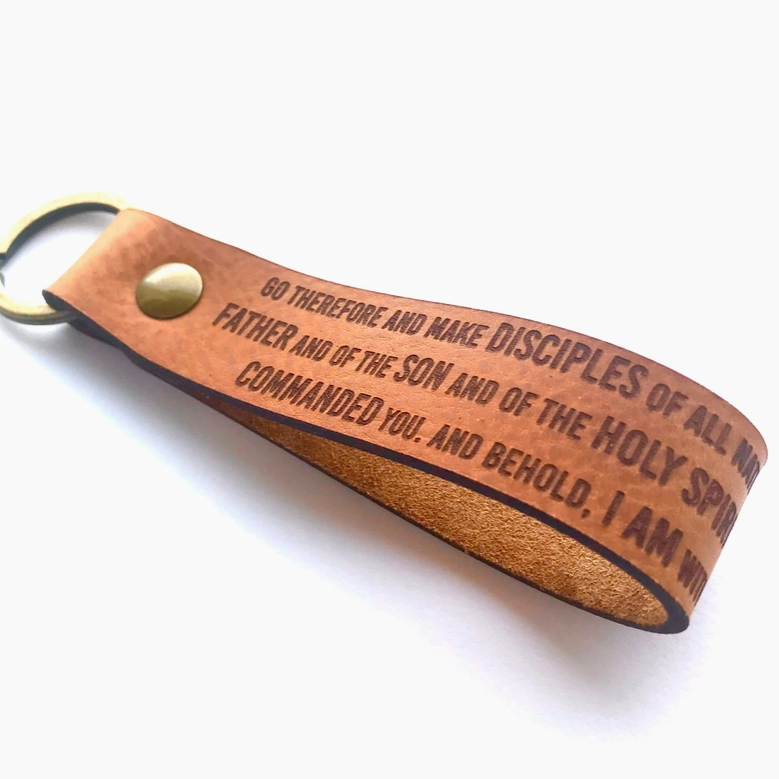 GO THEREFORE AND MAKE DISCIPLES OF ALL
FATHER AND OF THE SON AND OF THE HOLY
COMMANDED YOU. AND BEHOLD, I AM